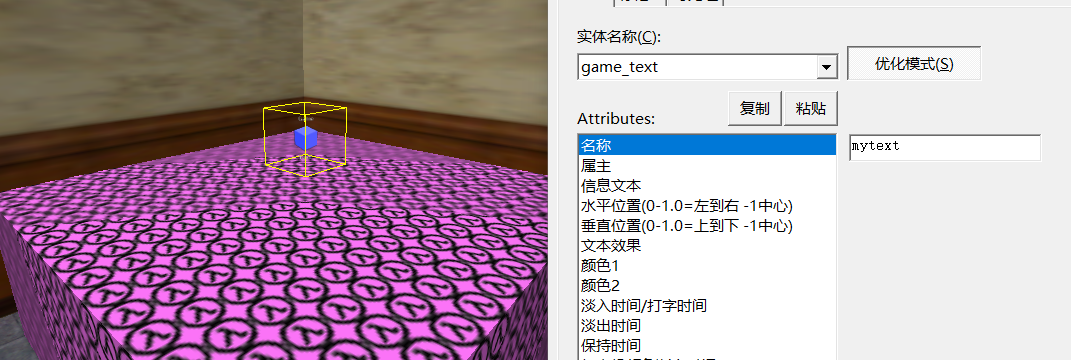 实体名称(C):
game_text
优化模式(S)
复制
粘贴
Attributes:
名称
mytext
属主
信息文本
水平位置(0-1.0=左到右 -1中心)
垂直位置(0-1.0=上到下 -1中心)
文本效果
颜色1
颜色2
淡入时间/打字时间
淡出时间
保持时间